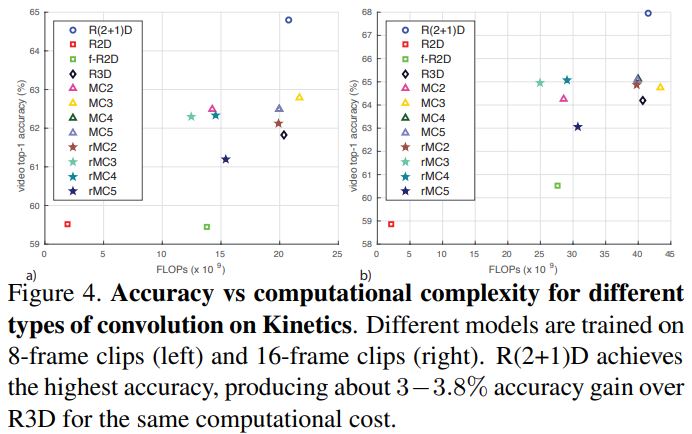 65
64
63
62
61
60
59
video top-1 accuracy (%)
R(2+1)D
R2D
f-R2D
R3D
MC2
MC3
MC4
MC5
rMC2
rMC3
rMC4
rMC5
0 5 10 15 20 25
FLOPs (x 10 9)
a)
68
67
66
65
64
63
62
61
60
59
58
video top-1 accuracy (%)
R(2+1)D
R2D
f-R2D
R3D
MC2
MC3
MC4
MC5
rMC2
rMC3
rMC4
rMC5
0 5 10 15 20 25 30 35 40 45
FLOPs (x 10 9)
b)
Figure 4. Accuracy vs computational complexity for different
types of convolution on Kinetics. Different models are trained on
8-frame clips (left) and 16-frame clips (right). R(2+1)D achieves
the highest accuracy, producing about 3−3.8% accuracy gain over
R3D for the same computational cost.